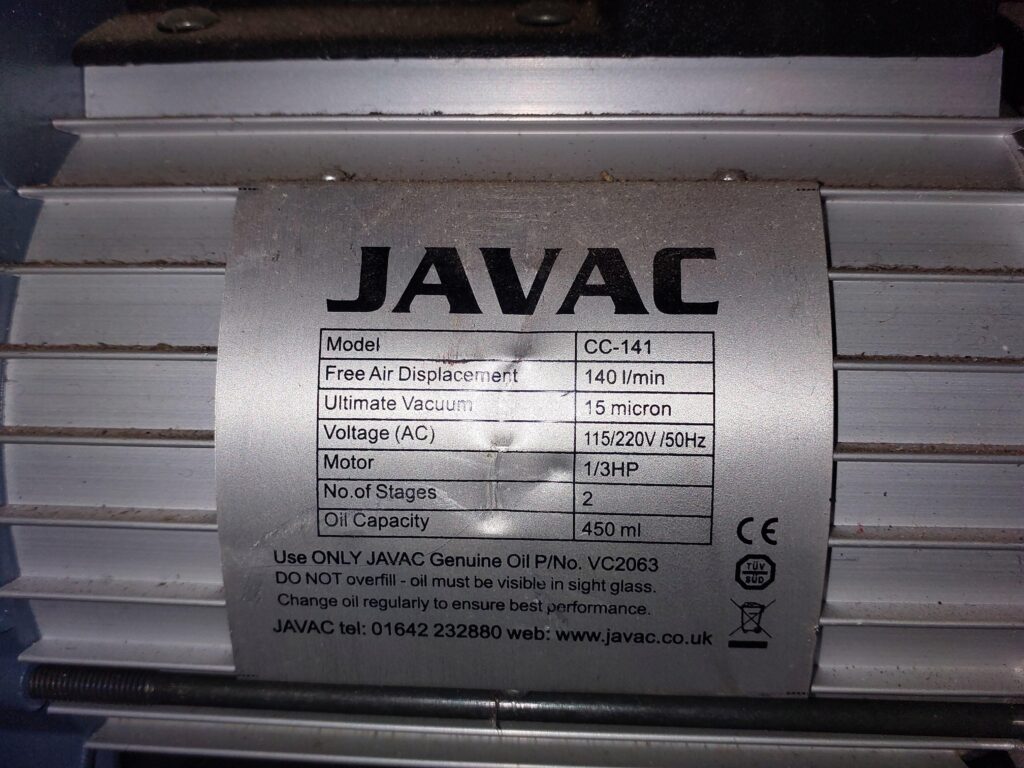 JAVAC
Model CC-141
Free Air Displacement 140 l/min
Ultimate Vacuum 15 micron
Voltage (AC) 115/220V /50Hz
Motor 1/3HP
No.of Stages 2
Oil Capacity 450 ml
Use ONLY JAVAC Genuine Oil P/No. VC2063
DO NOT overfill - oil must be visible in sight glass.
Change oil regularly to ensure best performance.
JAVAC tel: 01642 232880 web: www.javac.co.uk
CE
TÜV
SÜD